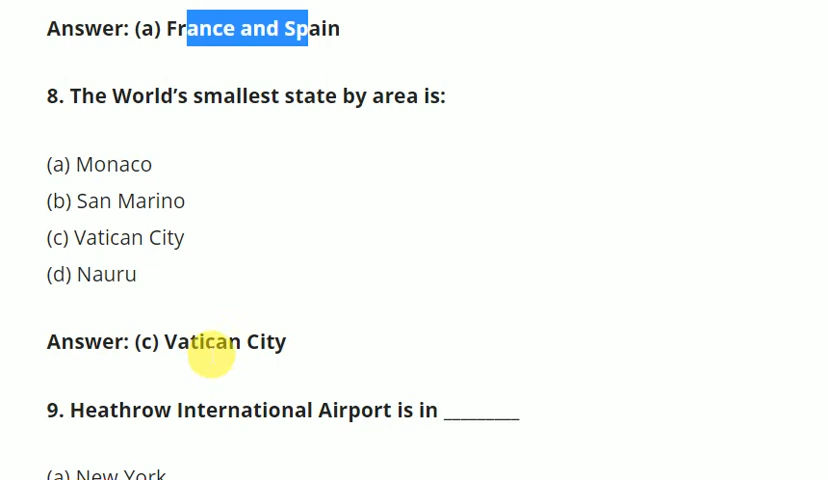 Answer: (a) France and Spain
8. The World’s smallest state by area is:
(a) Monaco
(b) San Marino
(c) Vatican City
(d) Nauru
Answer: (c) Vatican City
9. Heathrow International Airport is in _________
(a) New York